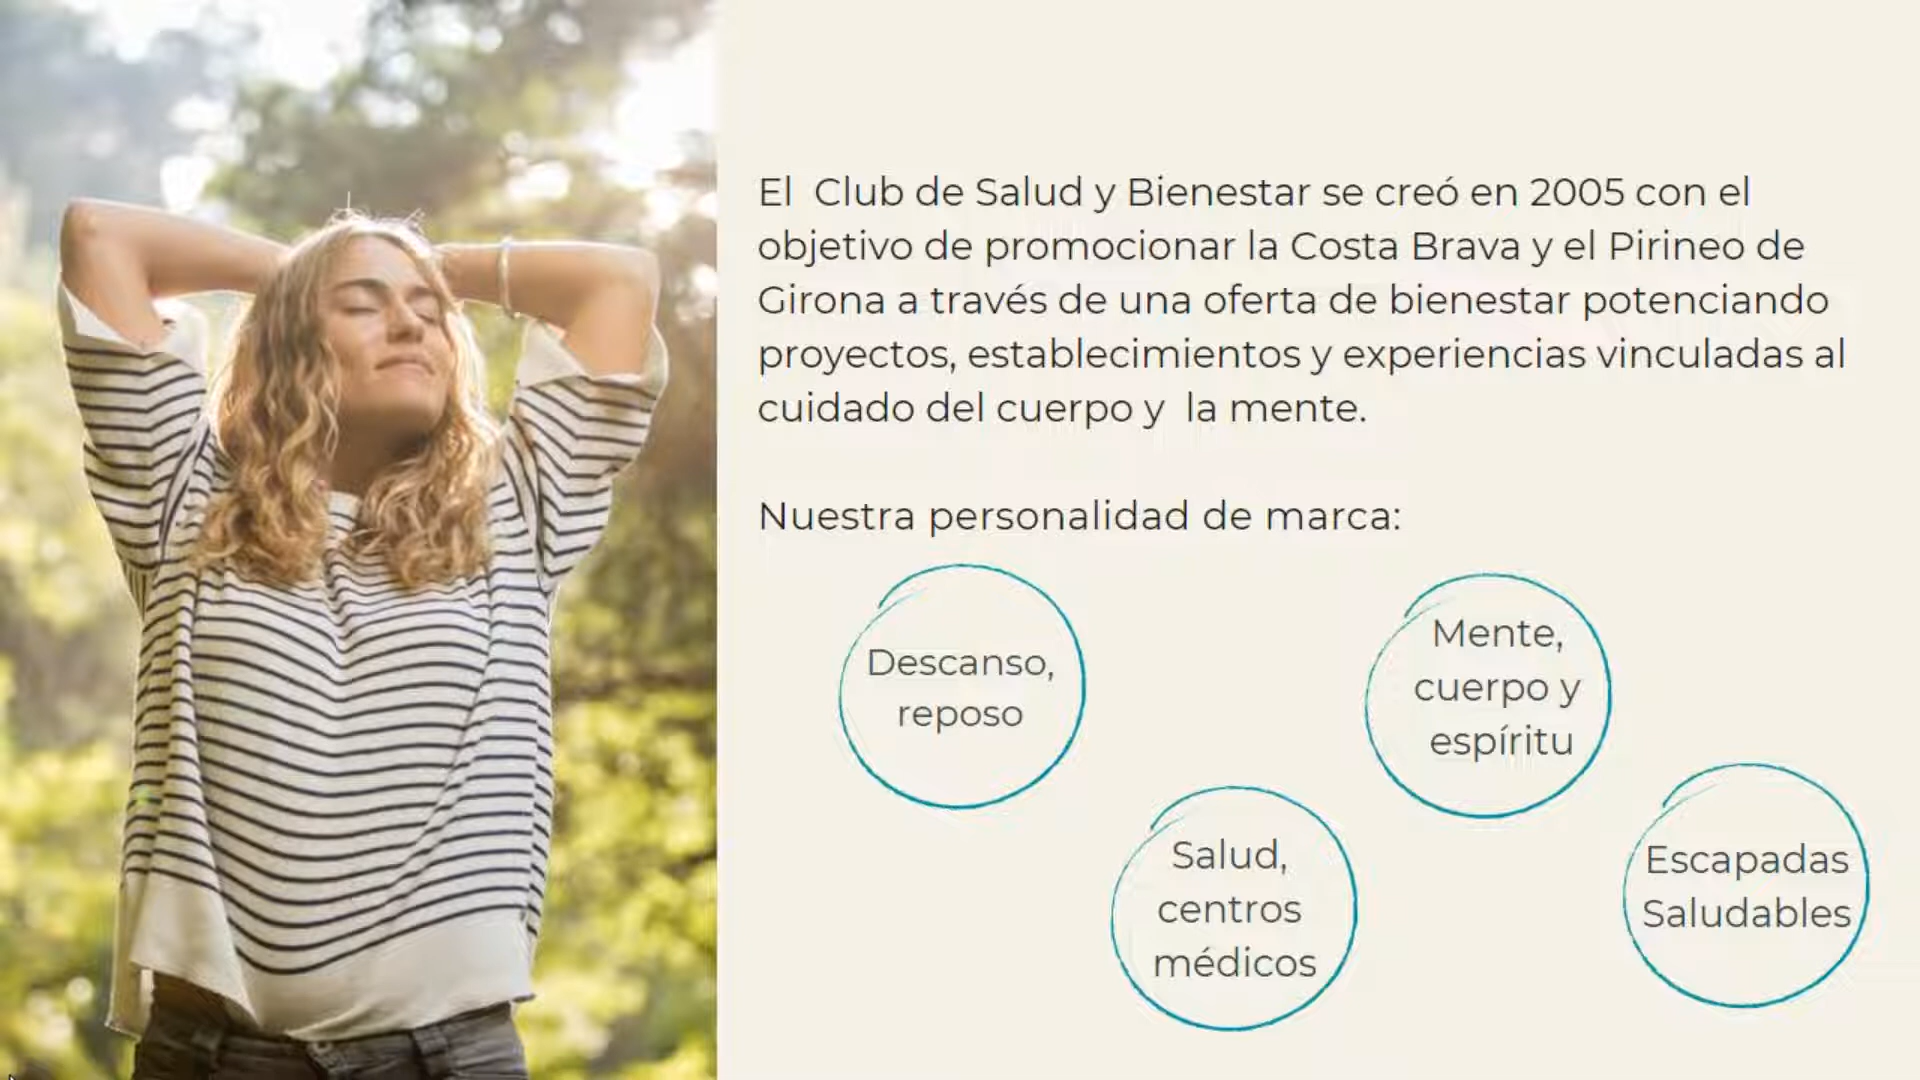 El  Club de Salud y Bienestar se creó en 2005 con el
objetivo de promocionar la Costa Brava y el Pirineo de
Girona a través de una oferta de bienestar potenciando
proyectos, establecimientos y experiencias vinculadas al
cuidado del cuerpo y  la mente.
Nuestra personalidad de marca:
Descanso,
reposo
Mente,
cuerpo y
espíritu
Salud,
centros
médicos
Escapadas
Saludables